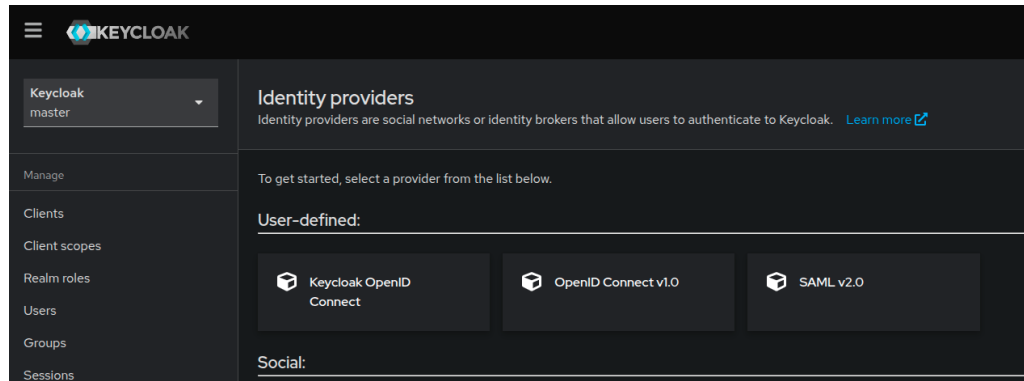 KEYCLOAK
Keycloak
master
Manage
Clients
Client scopes
Realm roles
Users
Groups
Sessions
Identity providers
Identity providers are social networks or identity brokers that allow users to authenticate to Keycloak. Learn more
To get started, select a provider from the list below.
User-defined:
Keycloak OpenID
Connect
OpenID Connect v1.0
SAML v2.0
Social: